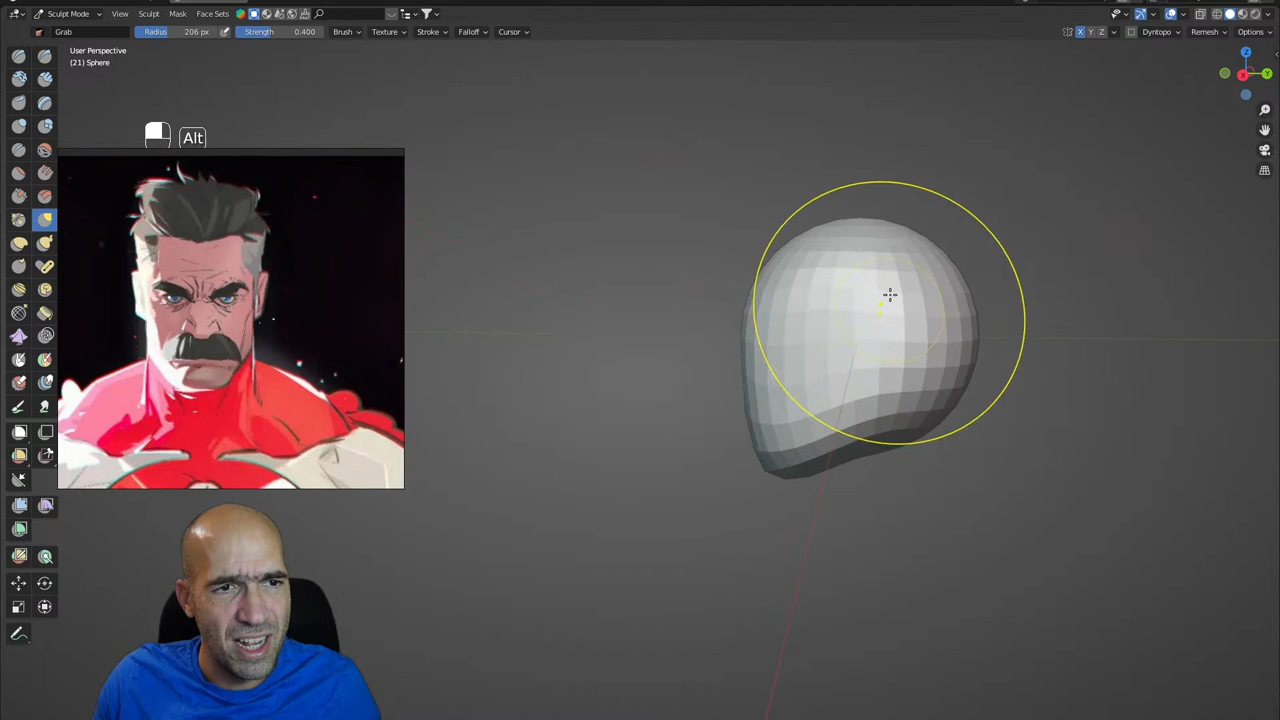 Sculpt Mode View Sculpt Mask Face Sets
Grab Radius 206 px Strength 0.400 Brush Texture Stroke Falloff Cursor X Y Z Dyntopo Remesh Options
User Perspective
(21) Sphere
Z
Y
X
Alt